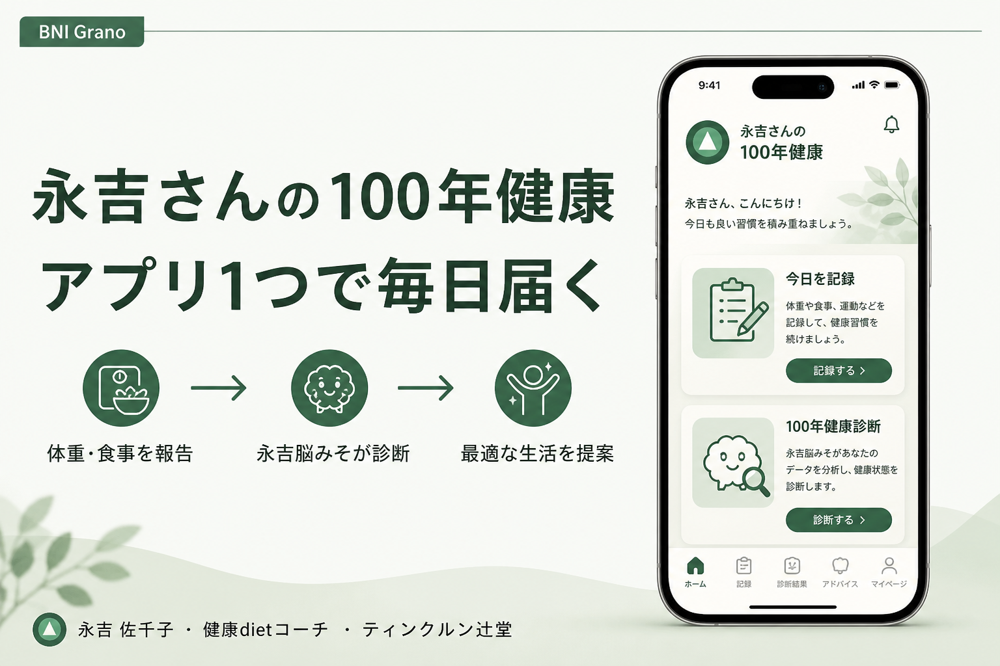 BNI Grano
永吉さんの100年健康
アプリ1つで毎日届く
体重・食事を報告
永吉脳みそが診断
最適な生活を提案
永吉 佐千子 ・ 健康dietコーチ ・ ティンクルン辻堂
9:41
永吉さんの
100年健康
永吉さん、こんにちけ！
今日も良い習慣を積み重ねましょう。
今日を記録
体重や食事、運動などを
記録して、健康習慣を
続けましょう。
記録する >
100年健康診断
永吉脳みそがあなたの
データを分析し、健康状態を
診断します。
診断する >
ホーム
記録
診断結果
アドバイス
マイページ